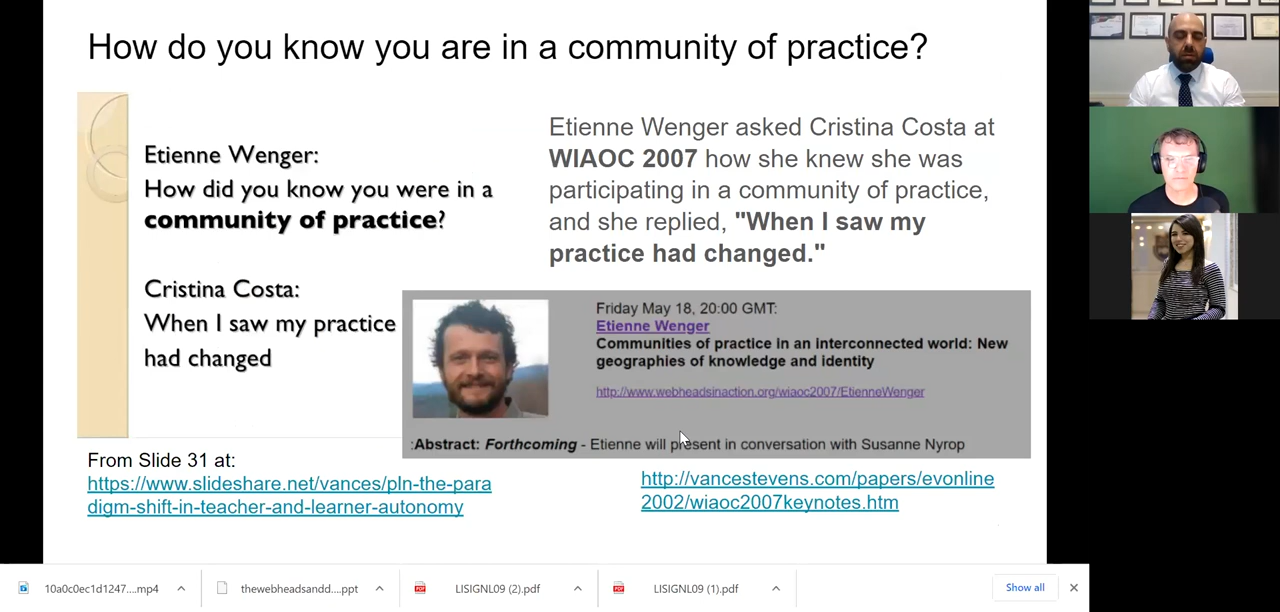 How do you know you are in a community of practice?
Etienne Wenger:
How did you know you were in a
community of practice?
Cristina Costa:
When I saw my practice
had changed
Etienne Wenger asked Cristina Costa at
WIAOC 2007 how she knew she was
participating in a community of practice,
and she replied, "When I saw my
practice had changed."
Friday May 18, 20:00 GMT:
Etienne Wenger
Communities of practice in an interconnected world: New
geographies of knowledge and identity
http://www.webheadsinaction.org/wiaoc2007/EtienneWenger
:Abstract: Forthcoming - Etienne will present in conversation with Susanne Nyrop
From Slide 31 at:
https://www.slideshare.net/vances/pln-the-para
digm-shift-in-teacher-and-learner-autonomy
http://vancestevens.com/papers/evonline
2002/wiaoc2007keynotes.htm
10a0c0ec1d1247....mp4
thewebheadsandd....ppt
LISIGNL09 (2).pdf
LISIGNL09 (1).pdf
Show all